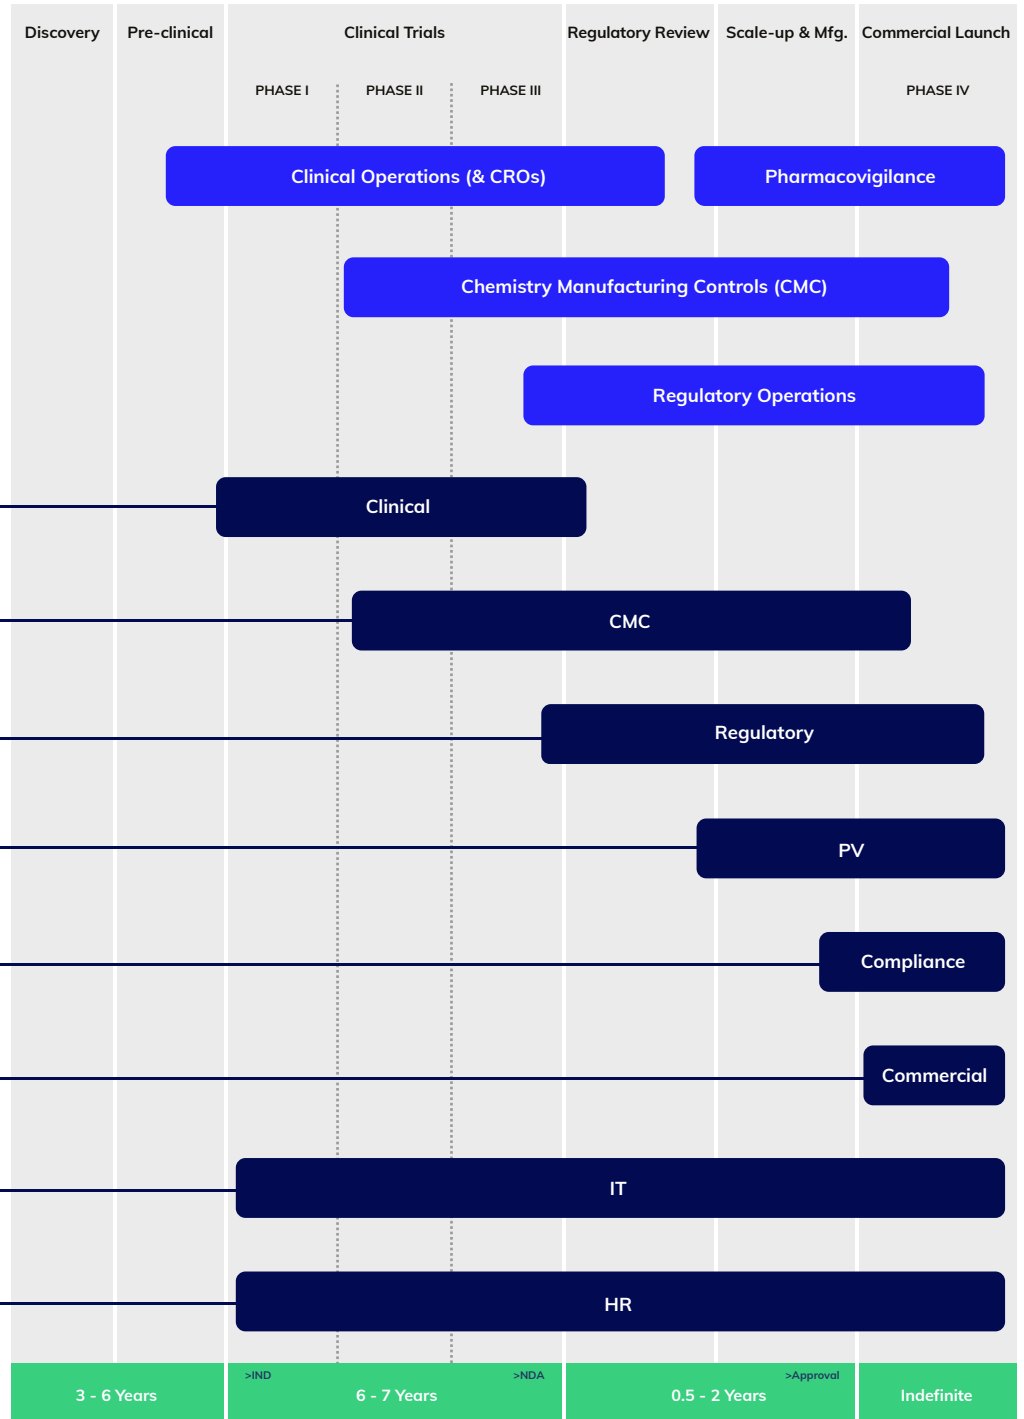 Discovery
Pre-clinical
Clinical Trials
Regulatory Review
Scale-up & Mfg.
Commercial Launch
PHASE I
PHASE II
PHASE III
PHASE IV
Clinical Operations (& CROs)
Pharmacovigilance
Chemistry Manufacturing Controls (CMC)
Regulatory Operations
Clinical
CMC
Regulatory
PV
Compliance
Commercial
IT
HR
>IND
>NDA
>Approval
3 - 6 Years
6 - 7 Years
0.5 - 2 Years
Indefinite